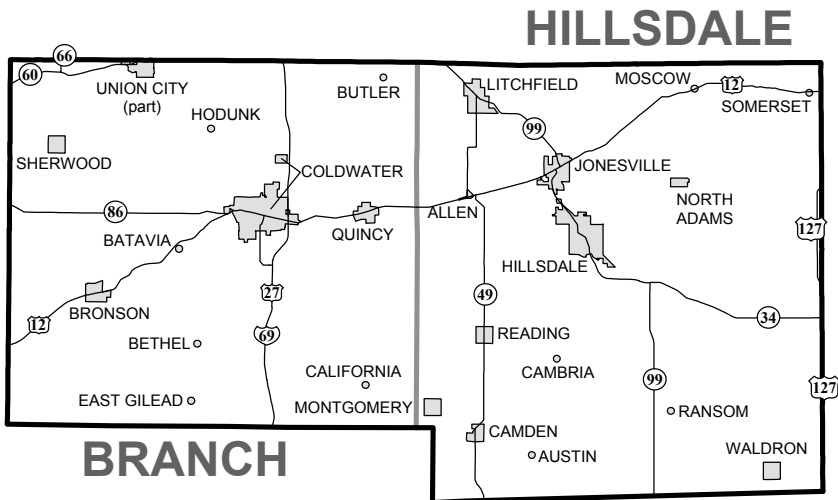 HILLSDALE
66
60
UNION CITY
(part)
BUTLER
LITCHFIELD
MOSCOW
12
SOMERSET
HODUNK
99
SHERWOOD
COLDWATER
JONESVILLE
86
QUINCY
ALLEN
NORTH
ADAMS
127
BATAVIA
HILLSDALE
BRONSON
27
49
12
69
34
BETHEL
READING
CALIFORNIA
CAMBRIA
99
127
EAST GILEAD
MONTGOMERY
RANSOM
CAMDEN
BRANCH
AUSTIN
WALDRON